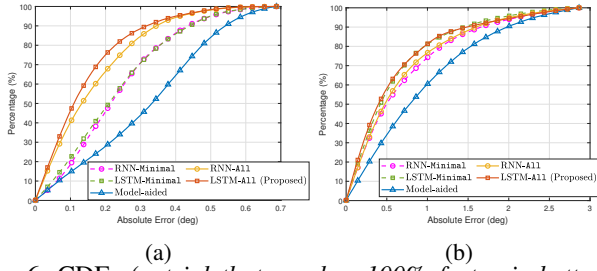 100
90
80
70
60
50
40
30
20
10
0
Percentage (%)
RNN-Minimal
RNN-All
LSTM-Minimal
LSTM-All (Proposed)
Model-aided
0 0.1 0.2 0.3 0.4 0.5 0.6 0.7
Absolute Error (deg)
(a)
100
90
80
70
60
50
40
30
20
10
0
Percentage (%)
RNN-Minimal
RNN-All
LSTM-Minimal
LSTM-All (Proposed)
Model-aided
0 0.5 1 1.5 2 2.5 3
Absolute Error (deg)
(b)